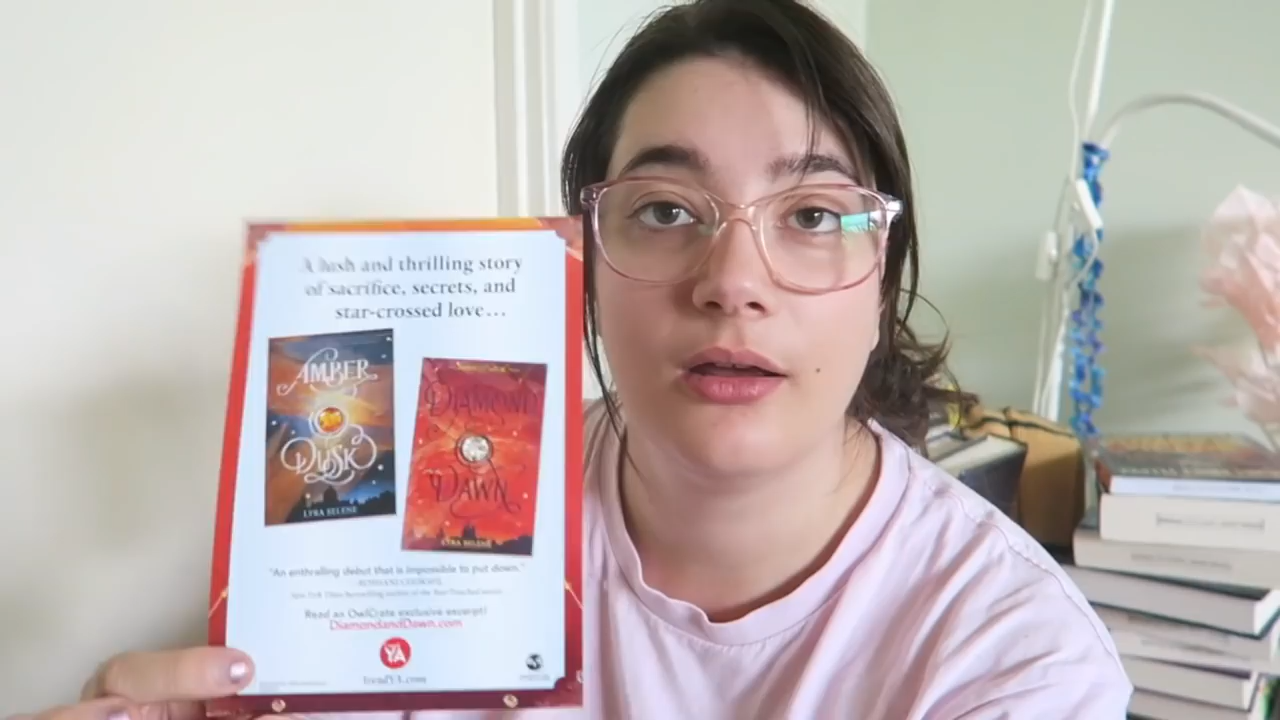 A lush and thrilling story
of sacrifice, secrets, and
star-crossed love...
AMBER
DUSK
LYRA SELENE
DIAMOND
DAWN
LYRA SELENE
"An enthralling debut that is impossible to put down."
Read an OwlCrate exclusive excerpt!
DiamondandDawn.com
YA
IreadYA.com